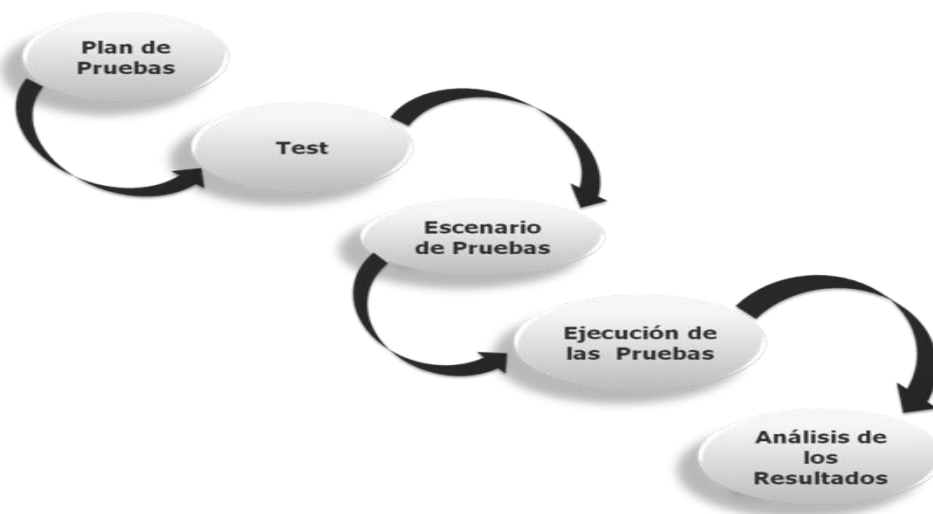 Plan de
Pruebas
Test
Escenario
de Pruebas
Ejecución de
las Pruebas
Análisis de
los
Resultados